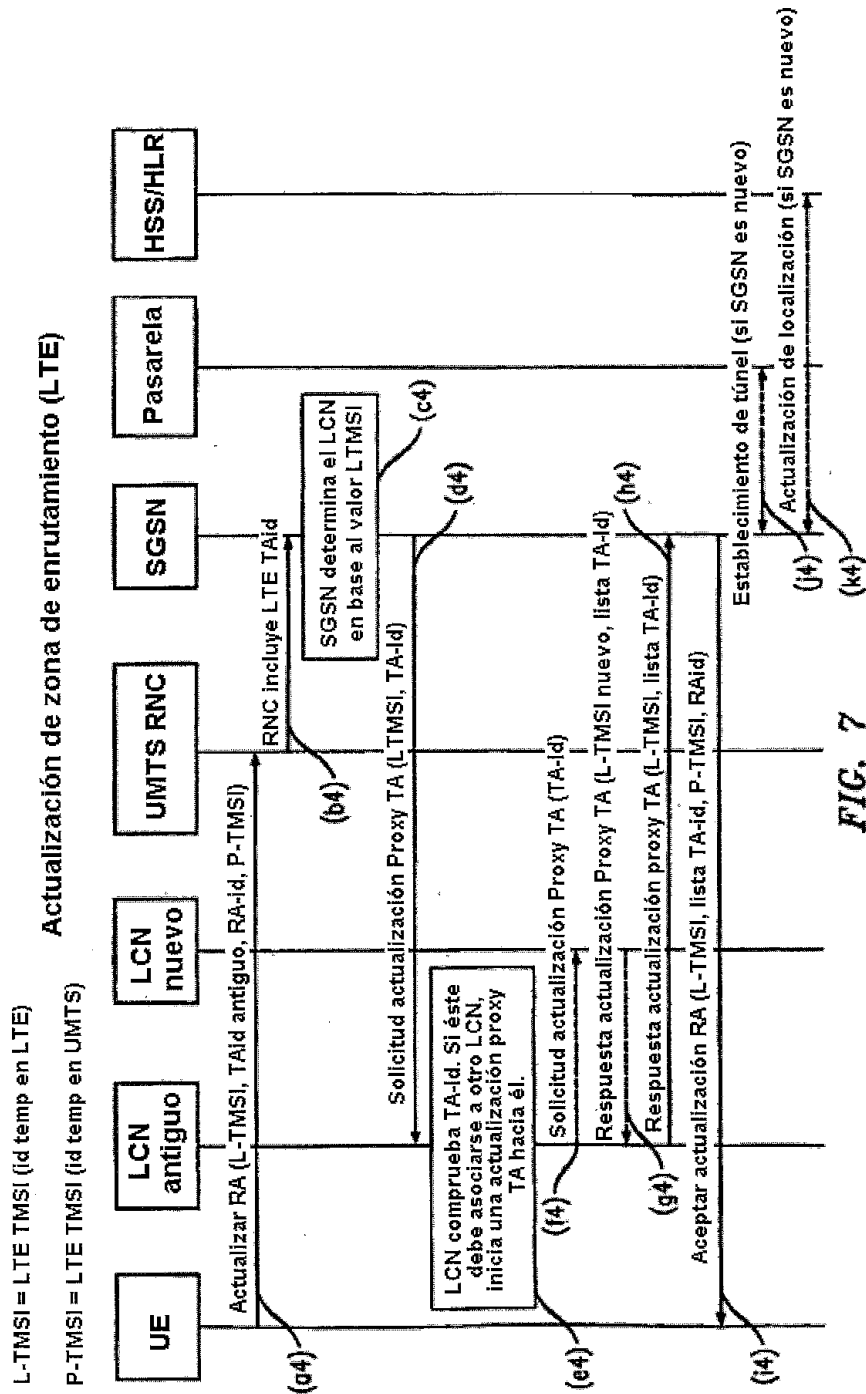 L-TMSI = LTE TMSI (id temp en LTE)
P-TMSI = LTE TMSI (id temp en UMTS)
Actualización de zona de enrutamiento (LTE)
UE
LCN
antiguo
LCN
nuevo
UMTS RNC
SGSN
Pasarela
HSS/HLR
Actualizar RA (L-TMSI, TAid antiguo, RA-Id, P-TMSI)
(a4)
RNC incluye LTE TAid
(b4)
SGSN determina el LCN
en base al valor LTMSI
(c4)
Solicitud actualización Proxy TA (LTMSI, TA-Id)
(d4)
LCN comprueba TA-Id. Si éste
debe asociarse a otro LCN,
inicia una actualización proxy
TA hacia él.
(e4)
Solicitud actualización Proxy TA (TA-Id)
(f4)
Respuesta actualización Proxy TA (L-TMSI nuevo, lista TA-Id)
(g4)
Respuesta actualización proxy TA (L-TMSI, lista TA-Id)
(h4)
Aceptar actualización RA (L-TMSI, lista TA-Id, P-TMSI, RAid)
(i4)
Establecimiento de túnel (si SGSN es nuevo)
(j4)
Actualización de localización (si SGSN es nuevo)
(k4)
FIG. 7